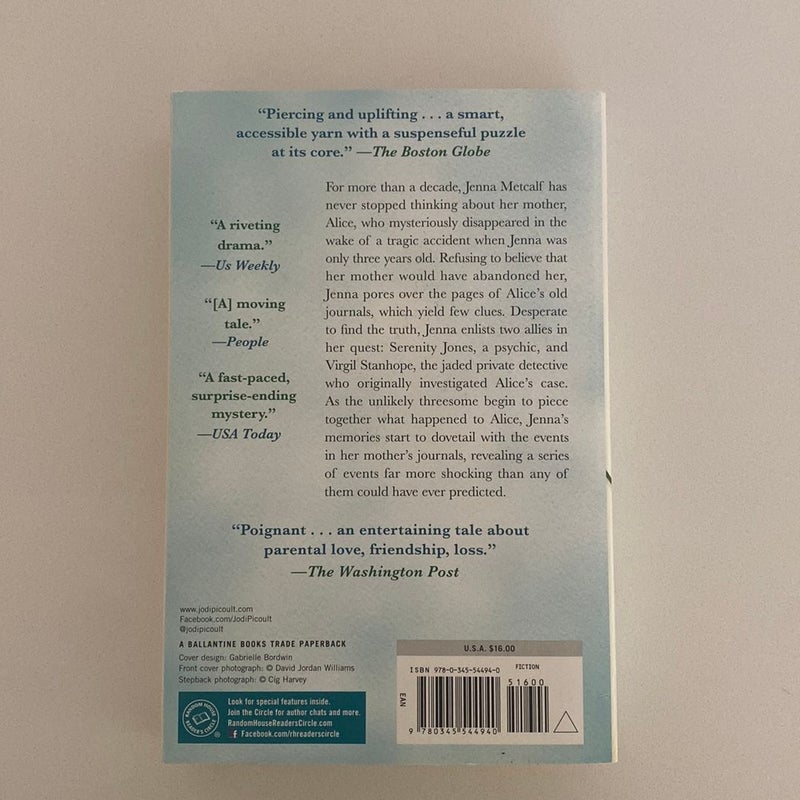 “Piercing and uplifting . . . a smart,
accessible yarn with a suspenseful puzzle
at its core.” —The Boston Globe
“A riveting
drama.”
—Us Weekly
“[A] moving
tale.”
—People
“A fast-paced,
surprise-ending
mystery.”
—USA Today
For more than a decade, Jenna Metcalf has
never stopped thinking about her mother,
Alice, who mysteriously disappeared in the
wake of a tragic accident when Jenna was
only three years old. Refusing to believe that
her mother would have abandoned her,
Jenna pores over the pages of Alice’s old
journals, which yield few clues. Desperate
to find the truth, Jenna enlists two allies in
her quest: Serenity Jones, a psychic, and
Virgil Stanhope, the jaded private detective
who originally investigated Alice’s case.
As the unlikely threesome begin to piece
together what happened to Alice, Jenna’s
memories start to dovetail with the events
in her mother’s journals, revealing a series
of events far more shocking than any of
them could have ever predicted.
“Poignant . . . an entertaining tale about
parental love, friendship, loss.”
—The Washington Post
www.jodipicoult.com
Facebook.com/JodiPicoult
@jodipicoult
A BALLANTINE BOOKS TRADE PAPERBACK
Cover design: Gabrielle Bordwin
Front cover photograph: © David Jordan Williams
Stepback photograph: © Cig Harvey
RANDOM HOUSE READER’S CIRCLE ®
Look for special features inside.
Join the Circle for author chats and more.
RandomHouseReadersCircle.com
f Facebook.com/rhreaderscircle
U.S.A. $16.00
ISBN 978-0-345-54494-0
FICTION
51600
EAN
9 780345 544940